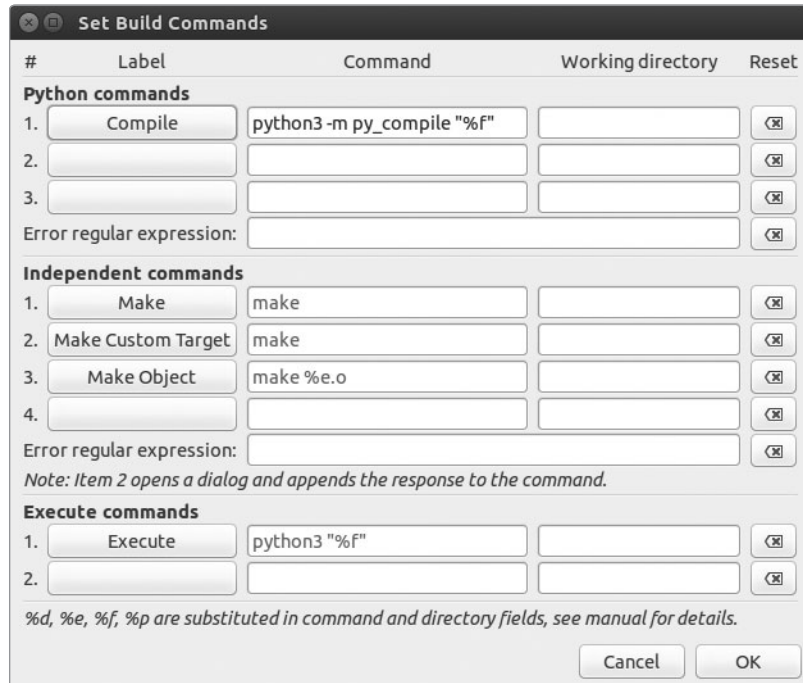 Set Build Commands
# Label Command Working directory Reset
Python commands
1. Compile python3 -m py_compile "%f"
2.
3.
Error regular expression:
Independent commands
1. Make make
2. Make Custom Target make
3. Make Object make %e.o
4.
Error regular expression:
Note: Item 2 opens a dialog and appends the response to the command.
Execute commands
1. Execute python3 "%f"
2.
%d, %e, %f, %p are substituted in command and directory fields, see manual for details.
Cancel OK